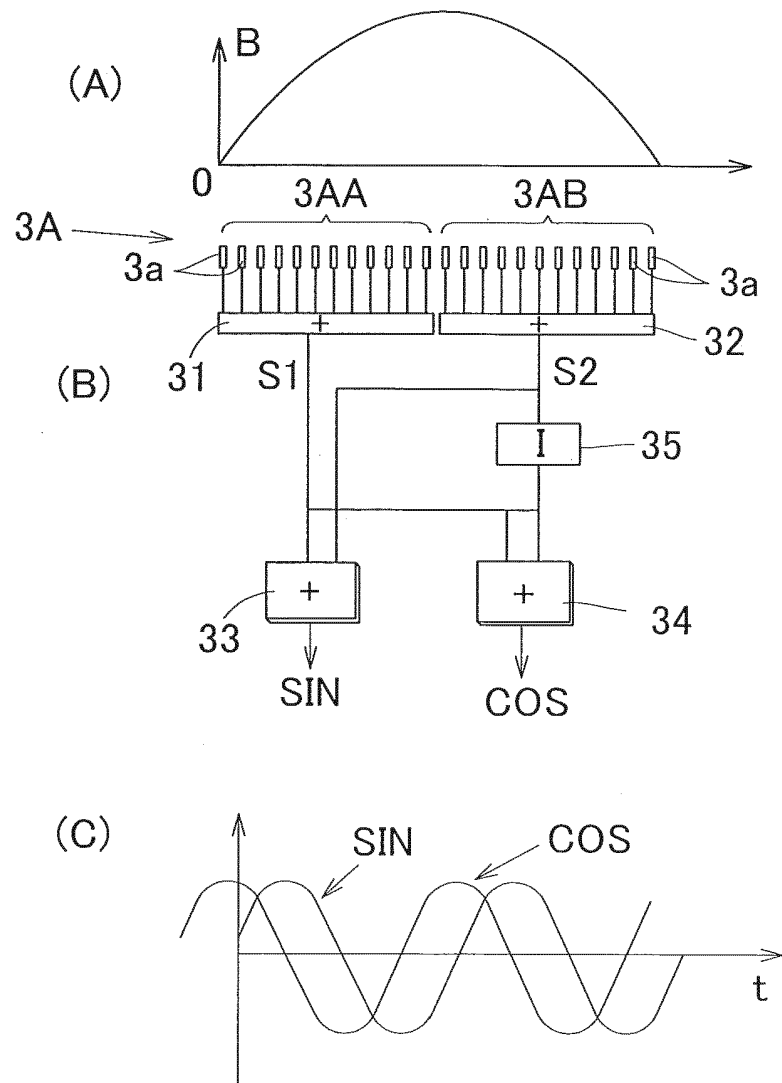 (A)
B
0
3AA 3AB
3A
3a 3a
+ +
31 32
(B)
S1 S2
I 35
+ +
33 34
SIN COS
(C)
SIN COS
t